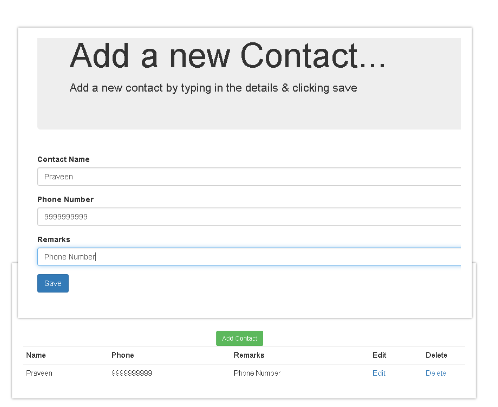 Add a new Contact...
Add a new contact by typing in the details & clicking save
Contact Name
Praveen
Phone Number
9999999999
Remarks
Phone Number
Save
Add Contact
Name Phone Remarks Edit Delete
Praveen 9999999999 Phone Number Edit Delete